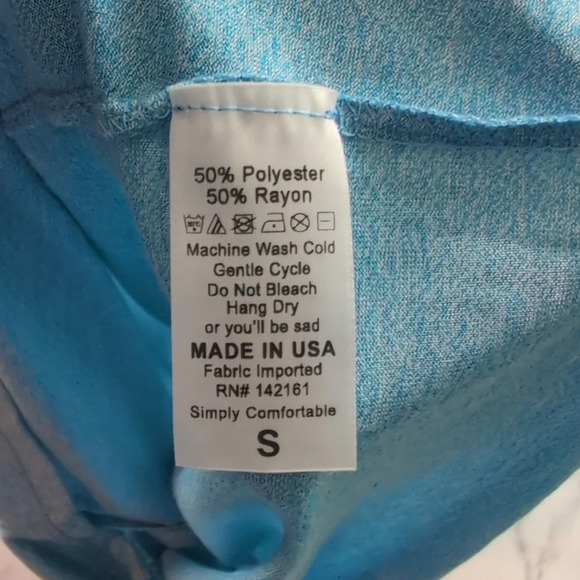 50% Polyester
50% Rayon
Machine Wash Cold
Gentle Cycle
Do Not Bleach
Hang Dry
or you'll be sad
MADE IN USA
Fabric Imported
RN# 142161
Simply Comfortable
S